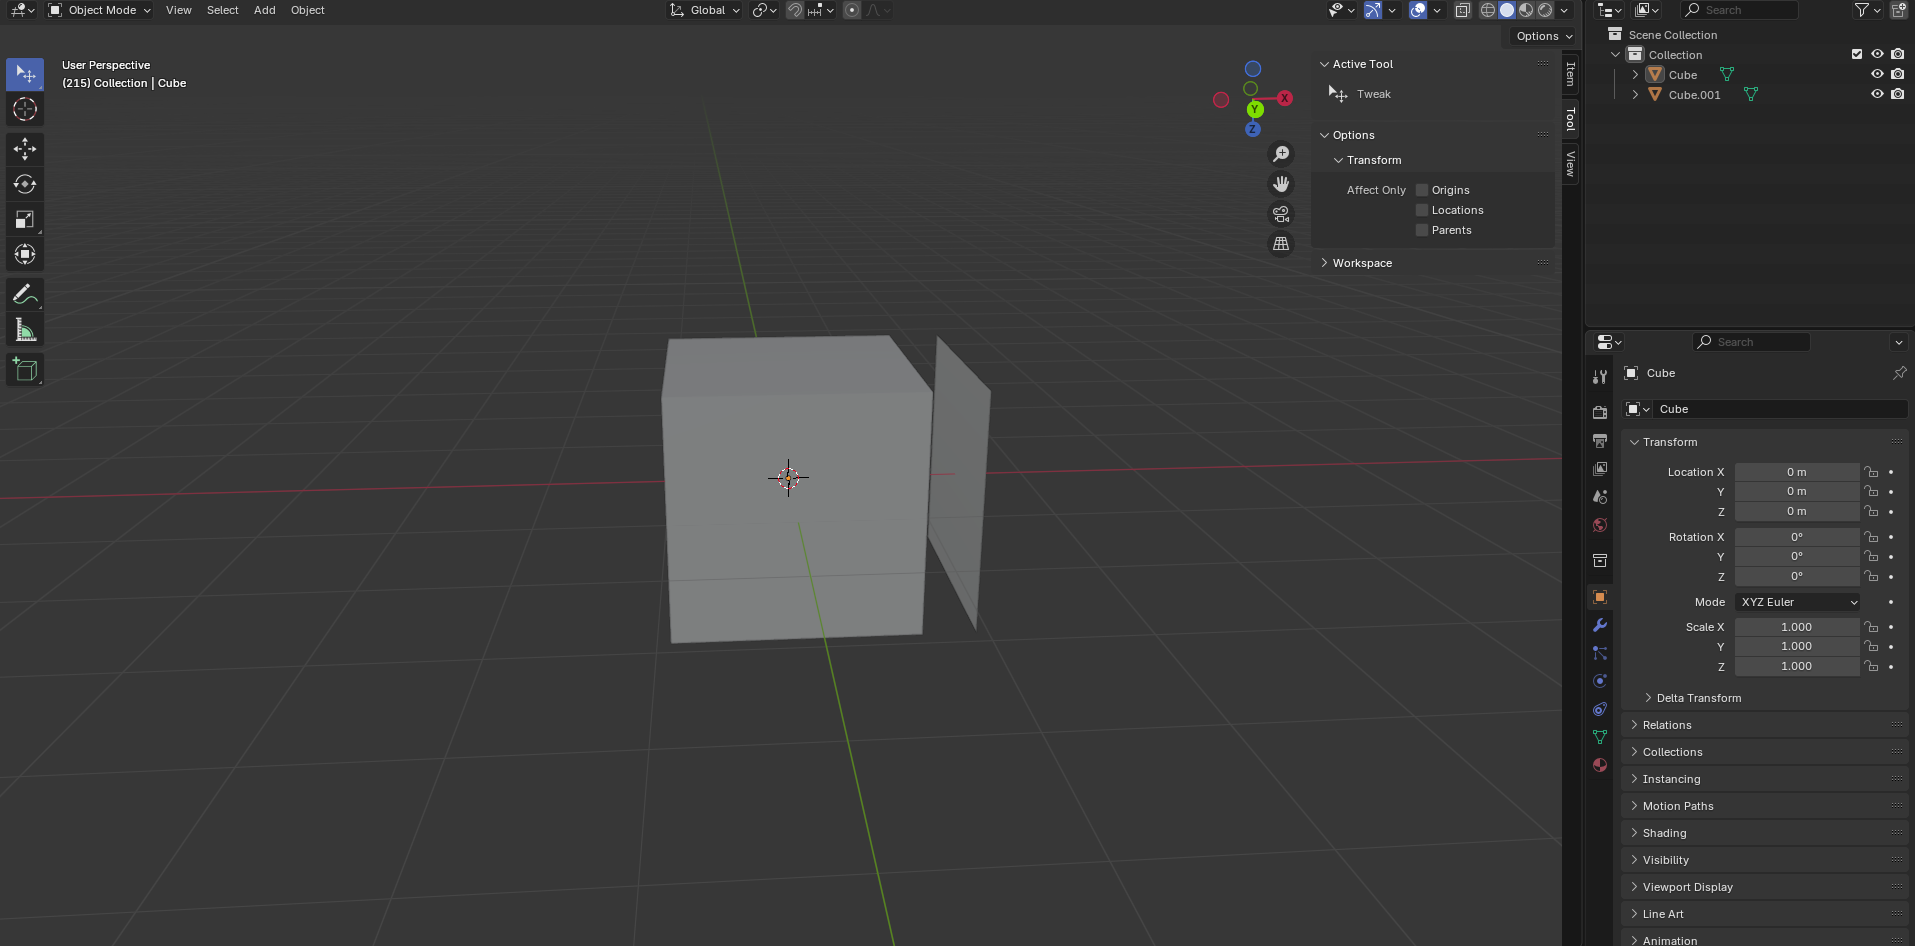 Object Mode View Select Add Object Global
Options
User Perspective
(215) Collection | Cube
X
Y
Z
Active Tool
Tweak
Options
Transform
Affect Only Origins
Locations
Parents
Workspace
Item
Tool
View
Search
Scene Collection
Collection
Cube
Cube.001
Search
Cube
Cube
Transform
Location X 0 m
Y 0 m
Z 0 m
Rotation X 0°
Y 0°
Z 0°
Mode XYZ Euler
Scale X 1.000
Y 1.000
Z 1.000
Delta Transform
Relations
Collections
Instancing
Motion Paths
Shading
Visibility
Viewport Display
Line Art
Animation